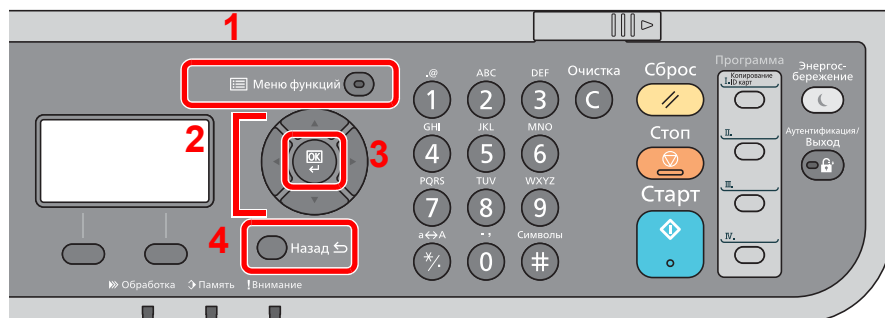 1
Меню функций
2
OK
3
4
Назад
Обработка
Память
!Внимание
.@
ABC
DEF
Очистка
1
2
3
C
GHI
JKL
MNO
4
5
6
PQRS
TUV
WXYZ
7
8
9
a⇔A
- ,
Символы
*/.
0
#
Сброс
Стоп
Старт
Программа
I.
Копирование
ID карт
II.
III.
IV.
Энергос-
бережение
Аутентификация/
Выход